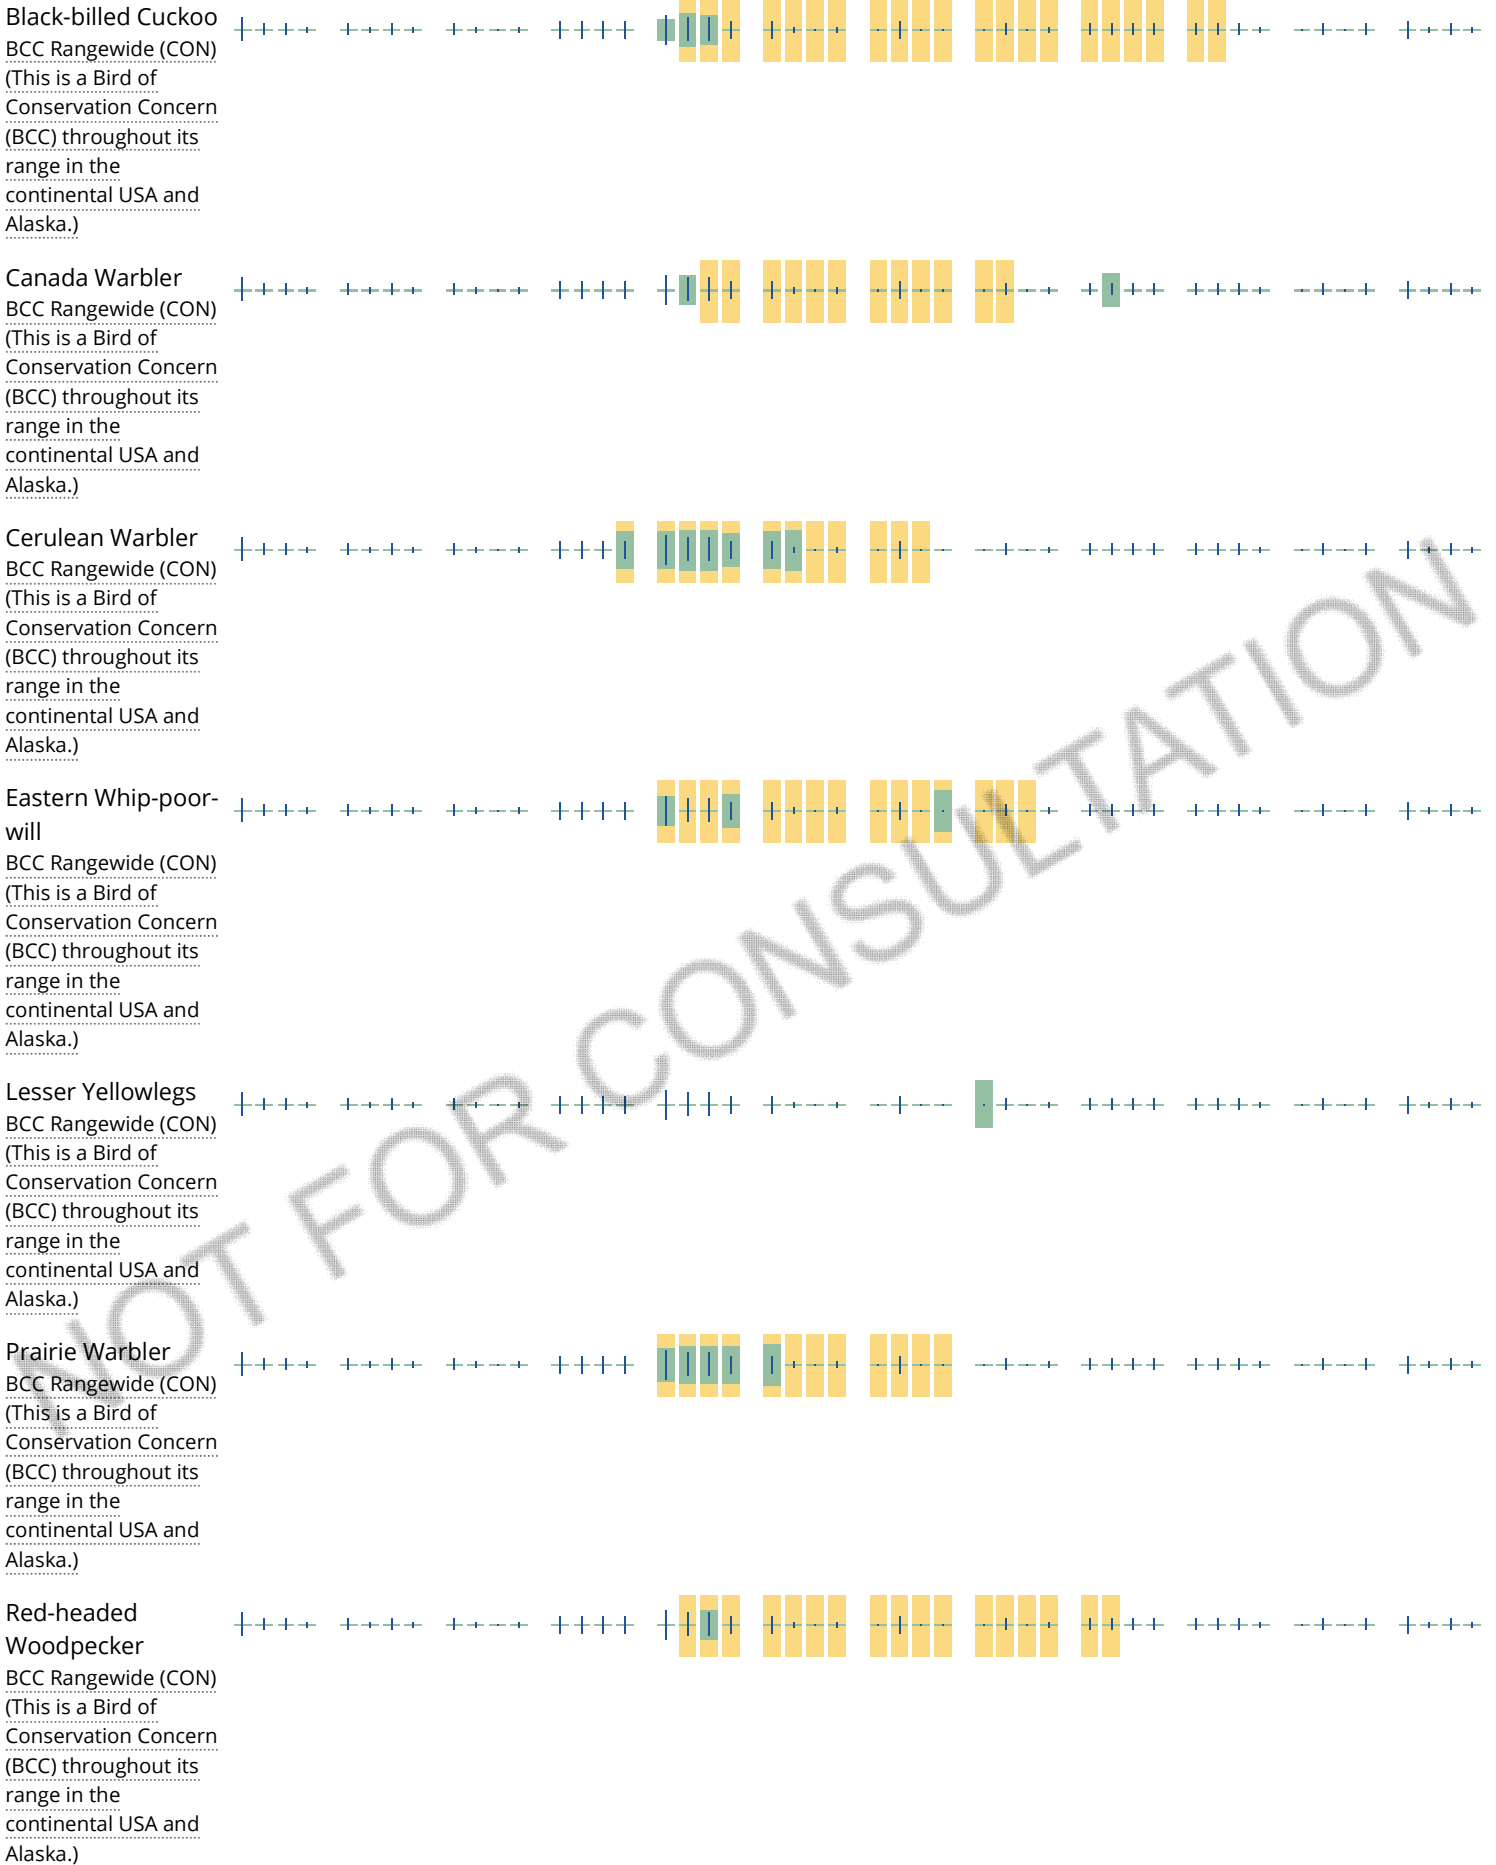 Black-billed Cuckoo
BCC Rangewide (CON)
(This is a Bird of
Conservation Concern
(BCC) throughout its
range in the
continental USA and
Alaska.)
Canada Warbler
BCC Rangewide (CON)
(This is a Bird of
Conservation Concern
(BCC) throughout its
range in the
continental USA and
Alaska.)
Cerulean Warbler
BCC Rangewide (CON)
(This is a Bird of
Conservation Concern
(BCC) throughout its
range in the
continental USA and
Alaska.)
Eastern Whip-poor-
will
BCC Rangewide (CON)
(This is a Bird of
Conservation Concern
(BCC) throughout its
range in the
continental USA and
Alaska.)
Lesser Yellowlegs
BCC Rangewide (CON)
(This is a Bird of
Conservation Concern
(BCC) throughout its
range in the
continental USA and
Alaska.)
Prairie Warbler
BCC Rangewide (CON)
(This is a Bird of
Conservation Concern
(BCC) throughout its
range in the
continental USA and
Alaska.)
Red-headed
Woodpecker
BCC Rangewide (CON)
(This is a Bird of
Conservation Concern
(BCC) throughout its
range in the
continental USA and
Alaska.)
NOT FOR CONSULTATION